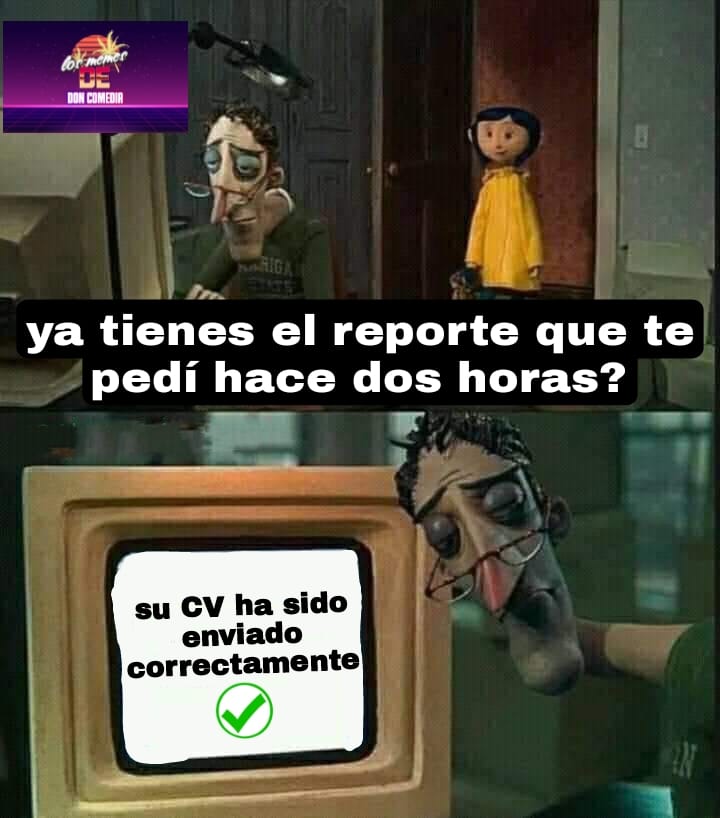 los memes
DE
DON COMEDIA
ya tienes el reporte que te
pedí hace dos horas?
su CV ha sido
enviado
correctamente